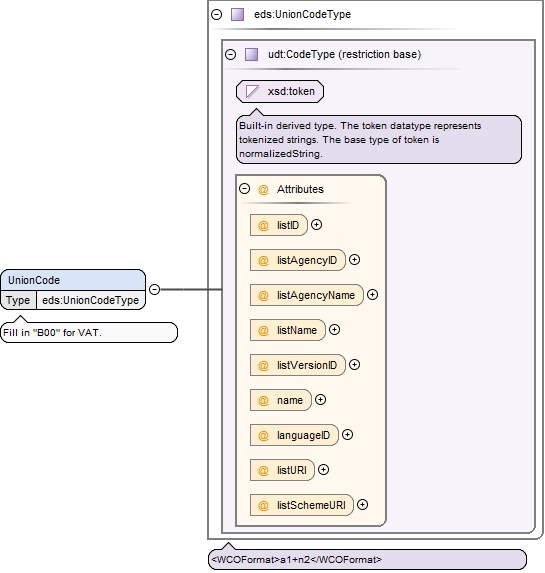 eds:UnionCodeType
udt:CodeType (restriction base)
xsd:token
Built-in derived type. The token datatype represents
tokenized strings. The base type of token is
normalizedString.
@ Attributes
@ listID
@ listAgencyID
@ listAgencyName
@ listName
@ listVersionID
@ name
@ languageID
@ listURI
@ listSchemeURI
UnionCode
Type eds:UnionCodeType
Fill in "B00" for VAT.
<WCOFormat>a1+n2</WCOFormat>